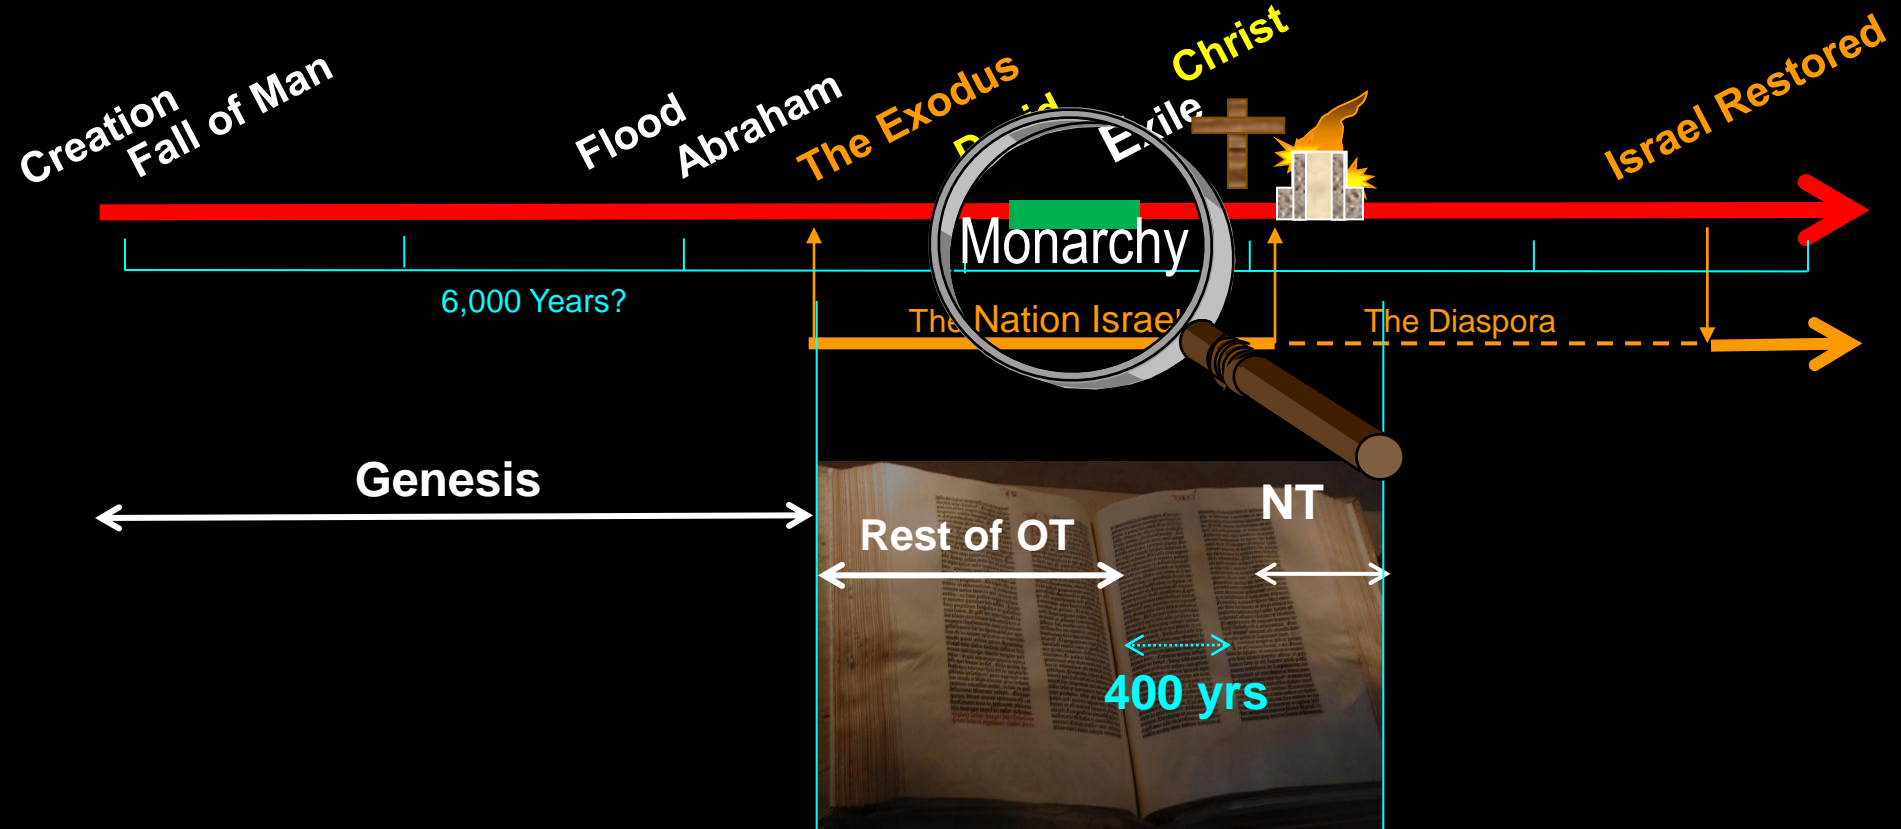 Creation
Fall of Man
Flood
Abraham
The Exodus
Exile
Christ
Israel Restored
Monarchy
6,000 Years?
The Nation Israel
The Diaspora
Genesis
Rest of OT
NT
400 yrs